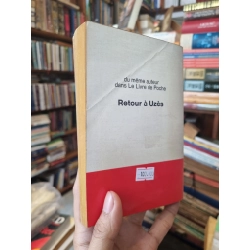 du même auteur
dans Le Livre de Poche
Retour à Uzès